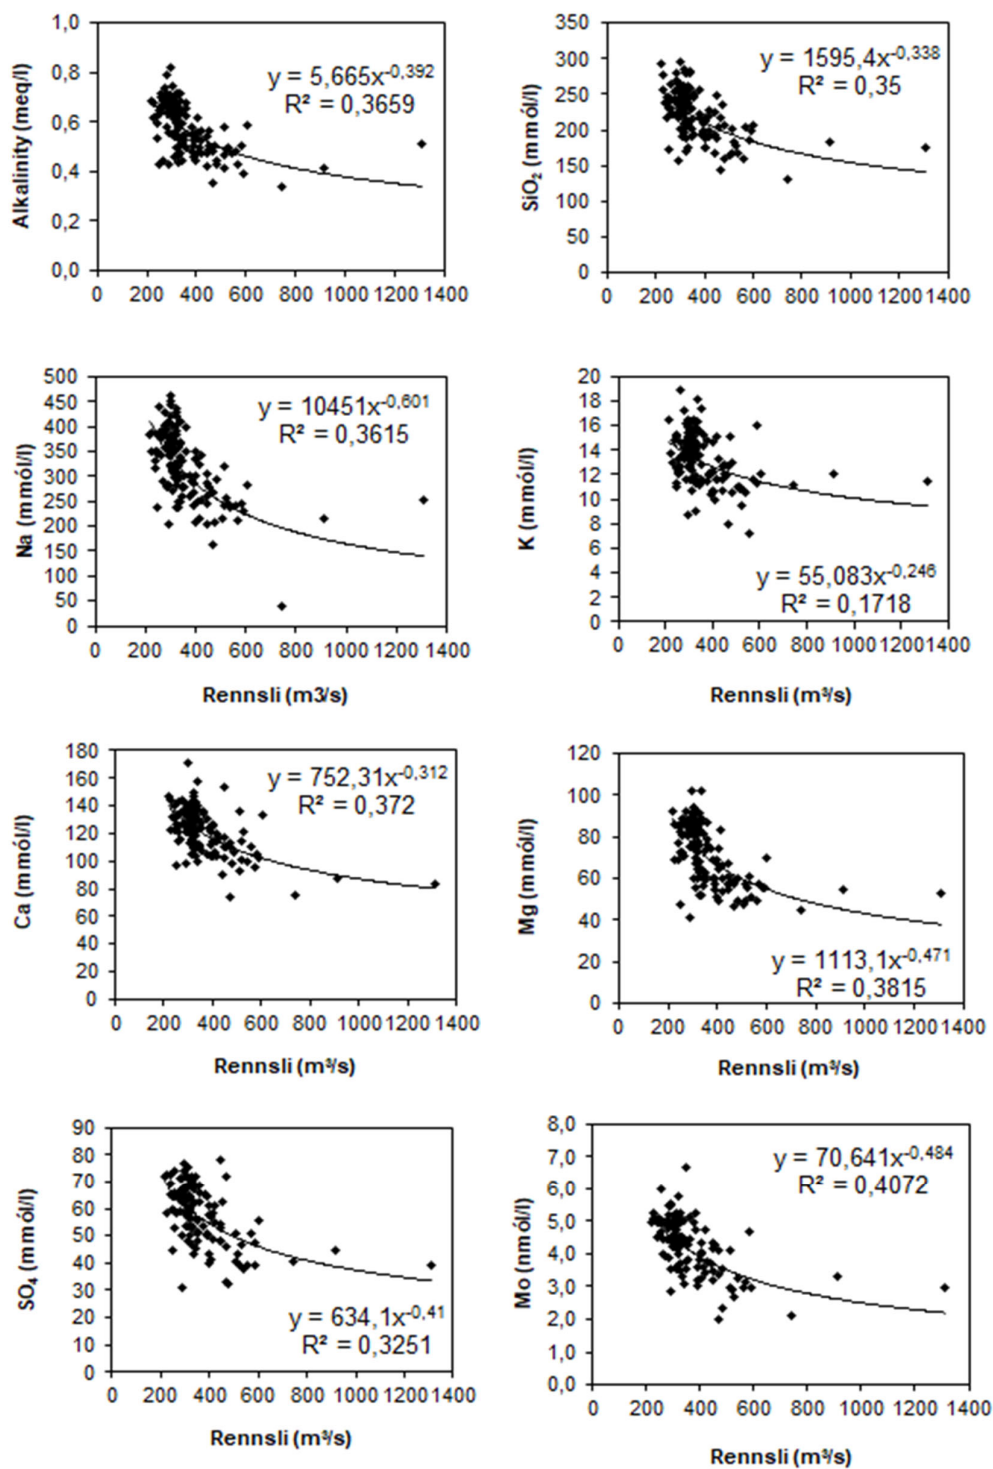 1,0
0,8
0,6
0,4
0,2
0,0
Alkalinity (meq/l)
y = 5,665x^-0,392
R² = 0,3659
0 200 400 600 800 1000 1200 1400
350
300
250
200
150
100
50
0
SiO₂ (mmól/l)
y = 1595,4x^-0,338
R² = 0,35
0 200 400 600 800 1000 1200 1400
500
450
400
350
300
250
200
150
100
50
0
Na (mmól/l)
y = 10451x^-0,601
R² = 0,3615
0 200 400 600 800 1000 1200 1400
Rennsli (m3/s)
20
18
16
14
12
10
8
6
4
2
0
K (mmól/l)
y = 55,083x^-0,246
R² = 0,1718
0 200 400 600 800 1000 1200 1400
Rennsli (m³/s)
180
160
140
120
100
80
60
40
20
0
Ca (mmól/l)
y = 752,31x^-0,312
R² = 0,372
0 200 400 600 800 1000 1200 1400
Rennsli (m³/s)
120
100
80
60
40
20
0
Mg (mmól/l)
y = 1113,1x^-0,471
R² = 0,3815
0 200 400 600 800 1000 1200 1400
Rennsli (m³/s)
90
80
70
60
50
40
30
20
10
0
SO₄ (mmól/l)
y = 634,1x^-0,41
R² = 0,3251
0 200 400 600 800 1000 1200 1400
Rennsli (m³/s)
8,0
7,0
6,0
5,0
4,0
3,0
2,0
1,0
0,0
Mo (nmól/l)
y = 70,641x^-0,484
R² = 0,4072
0 200 400 600 800 1000 1200 1400
Rennsli (m³/s)